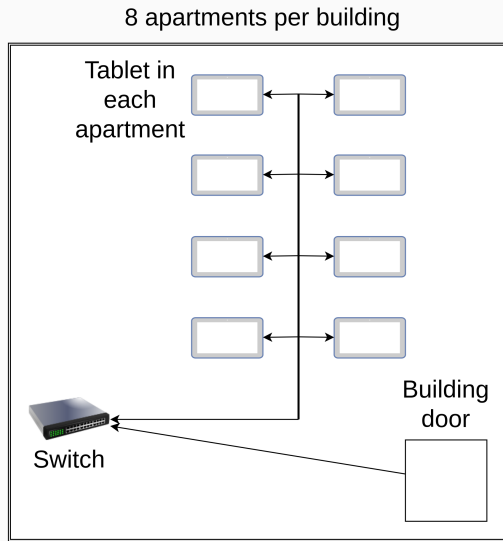 8 apartments per building
Tablet in
each
apartment
Building
door
Switch